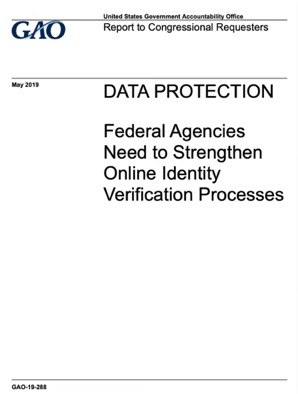 United States Government Accountability Office
GAO
Report to Congressional Requesters
May 2019
DATA PROTECTION
Federal Agencies
Need to Strengthen
Online Identity
Verification Processes
GAO-19-288